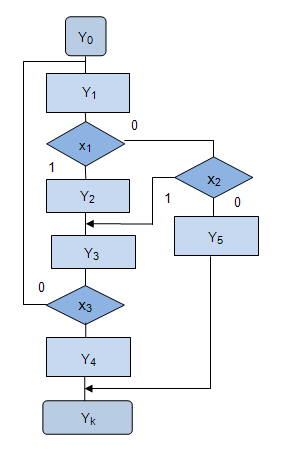 Y₀
Y₁
0
x₁
1
x₂
Y₂
1
0
Y₅
Y₃
0
x₃
Y₄
Yₖ